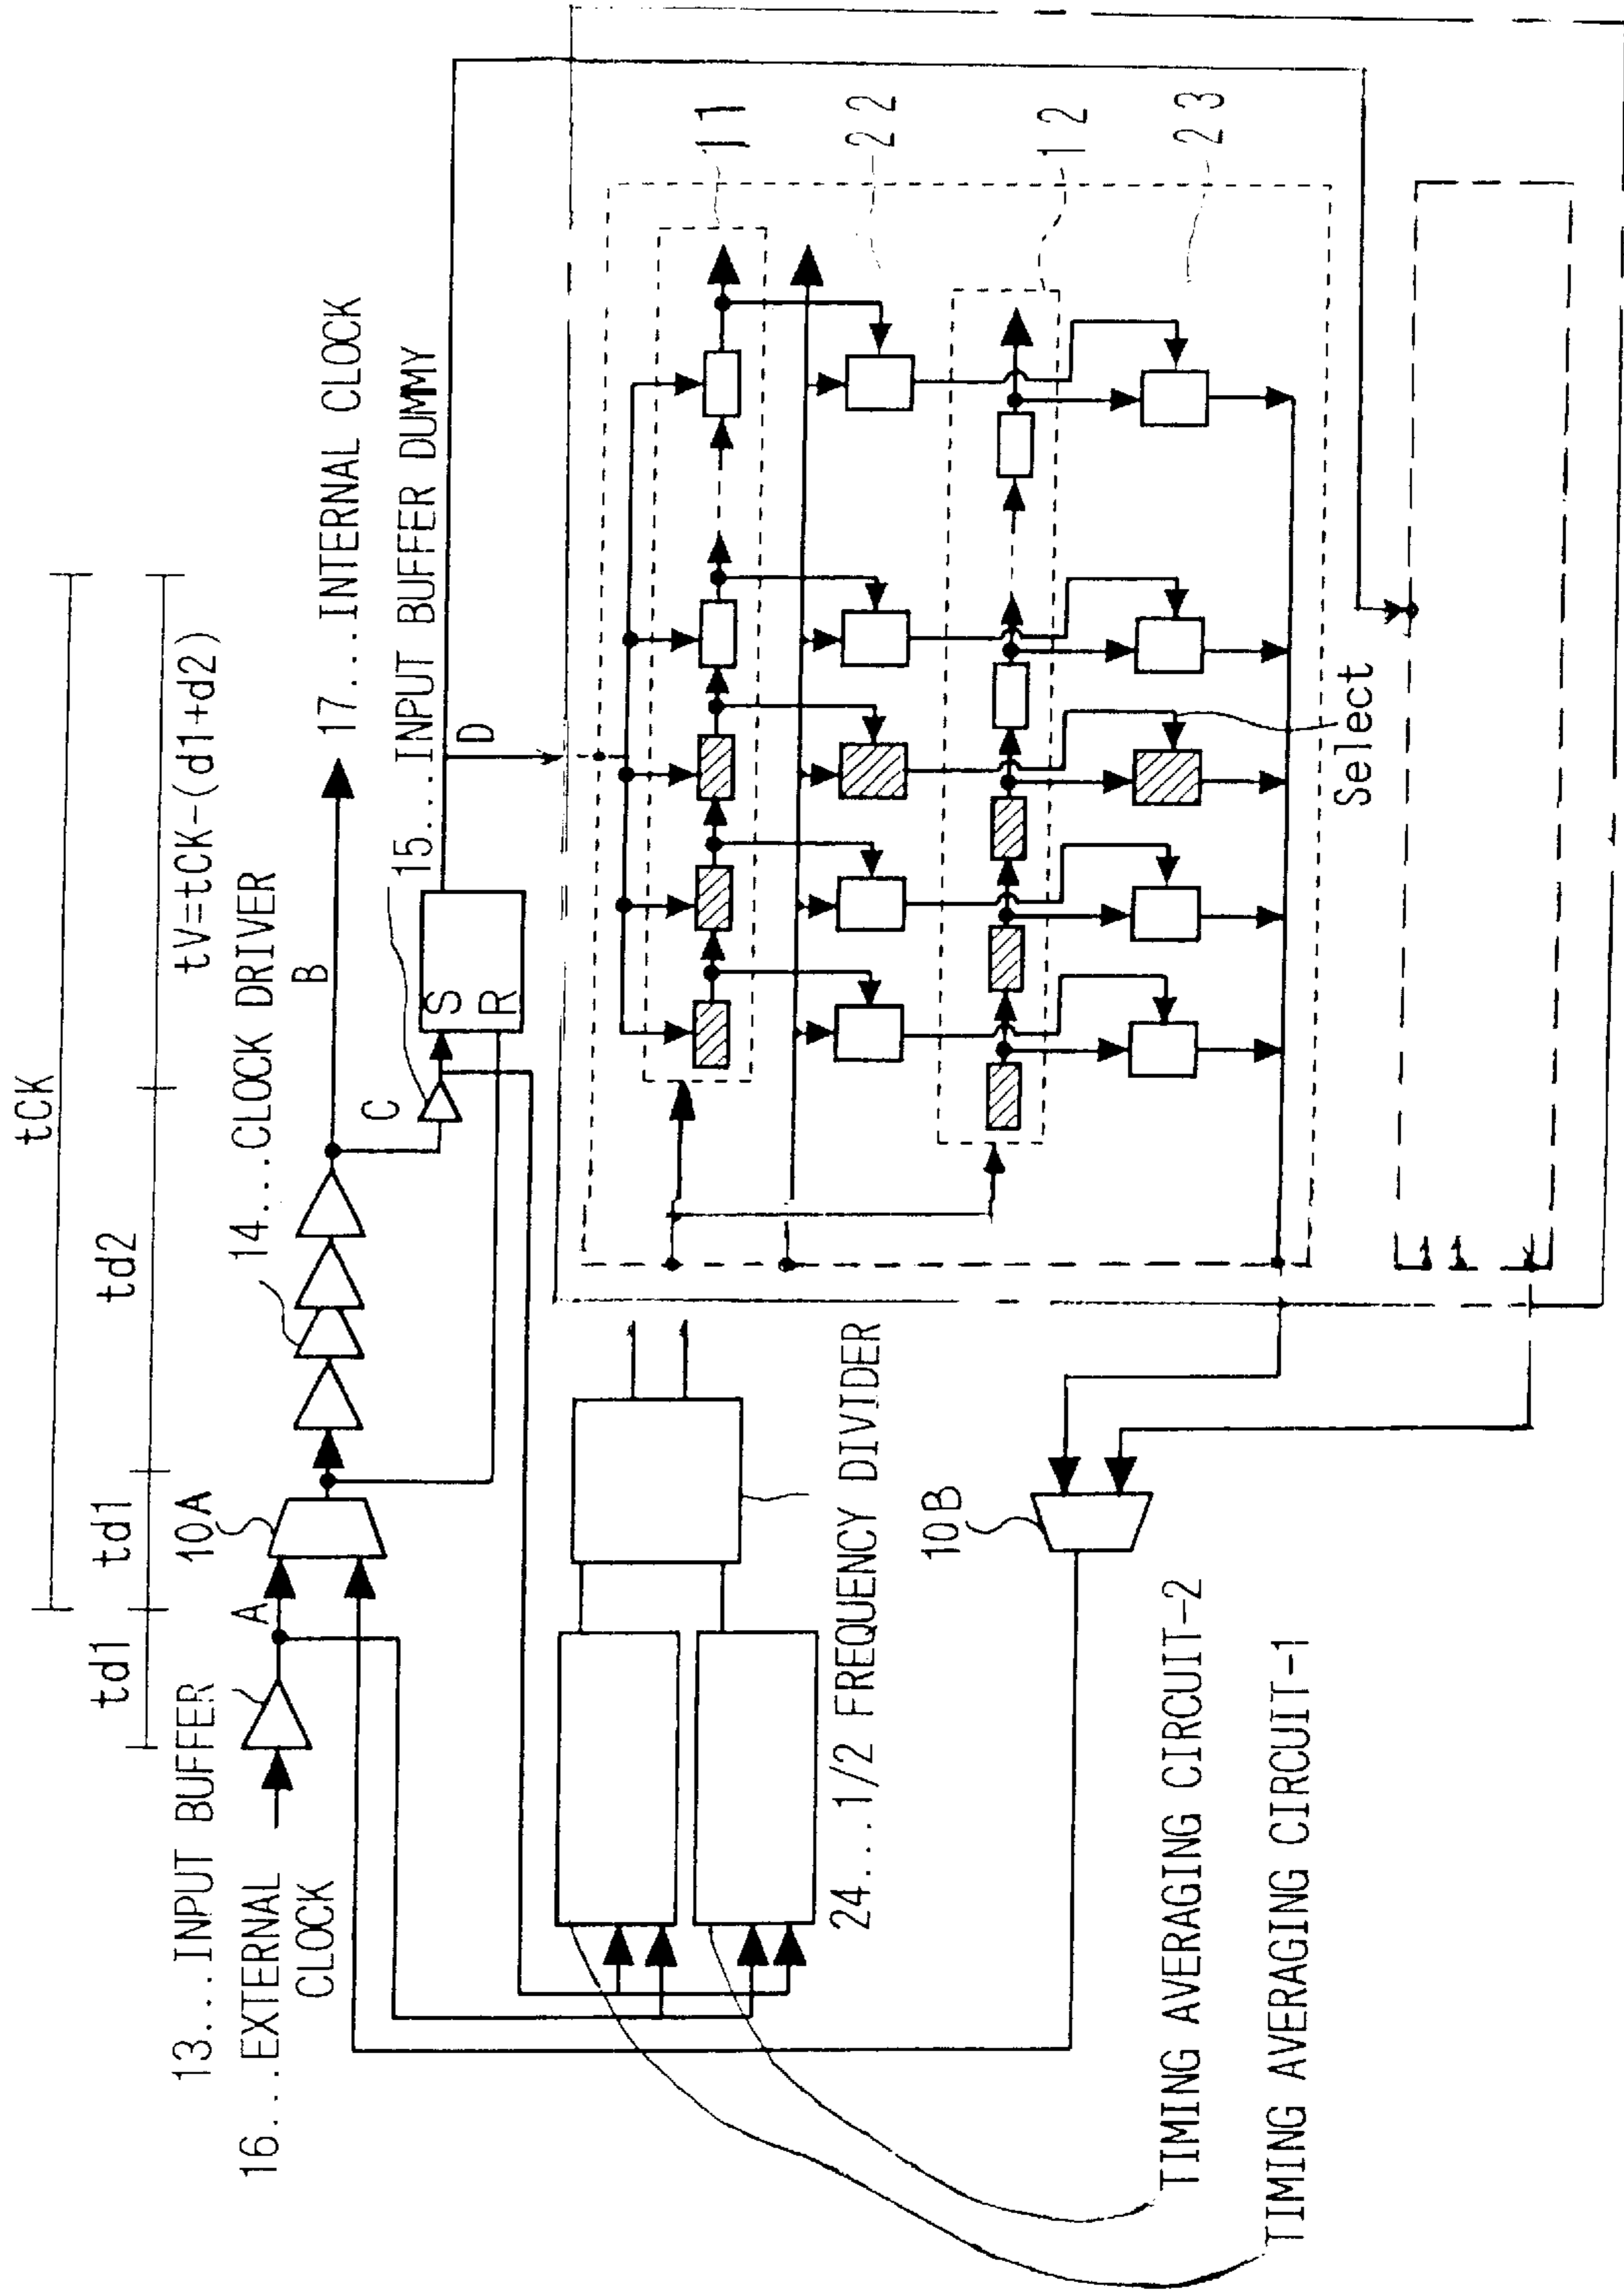 tCK
td1
td1
td2
tV=tCK-(d1+d2)
13...INPUT BUFFER
A
10A
14...CLOCK DRIVER
B
17...INTERNAL CLOCK
16...EXTERNAL
CLOCK
C
15...INPUT BUFFER DUMMY
S
R
D
11
22
12
23
Select
24...1/2 FREQUENCY DIVIDER
10B
TIMING AVERAGING CIRCUIT-2
TIMING AVERAGING CIRCUIT-1